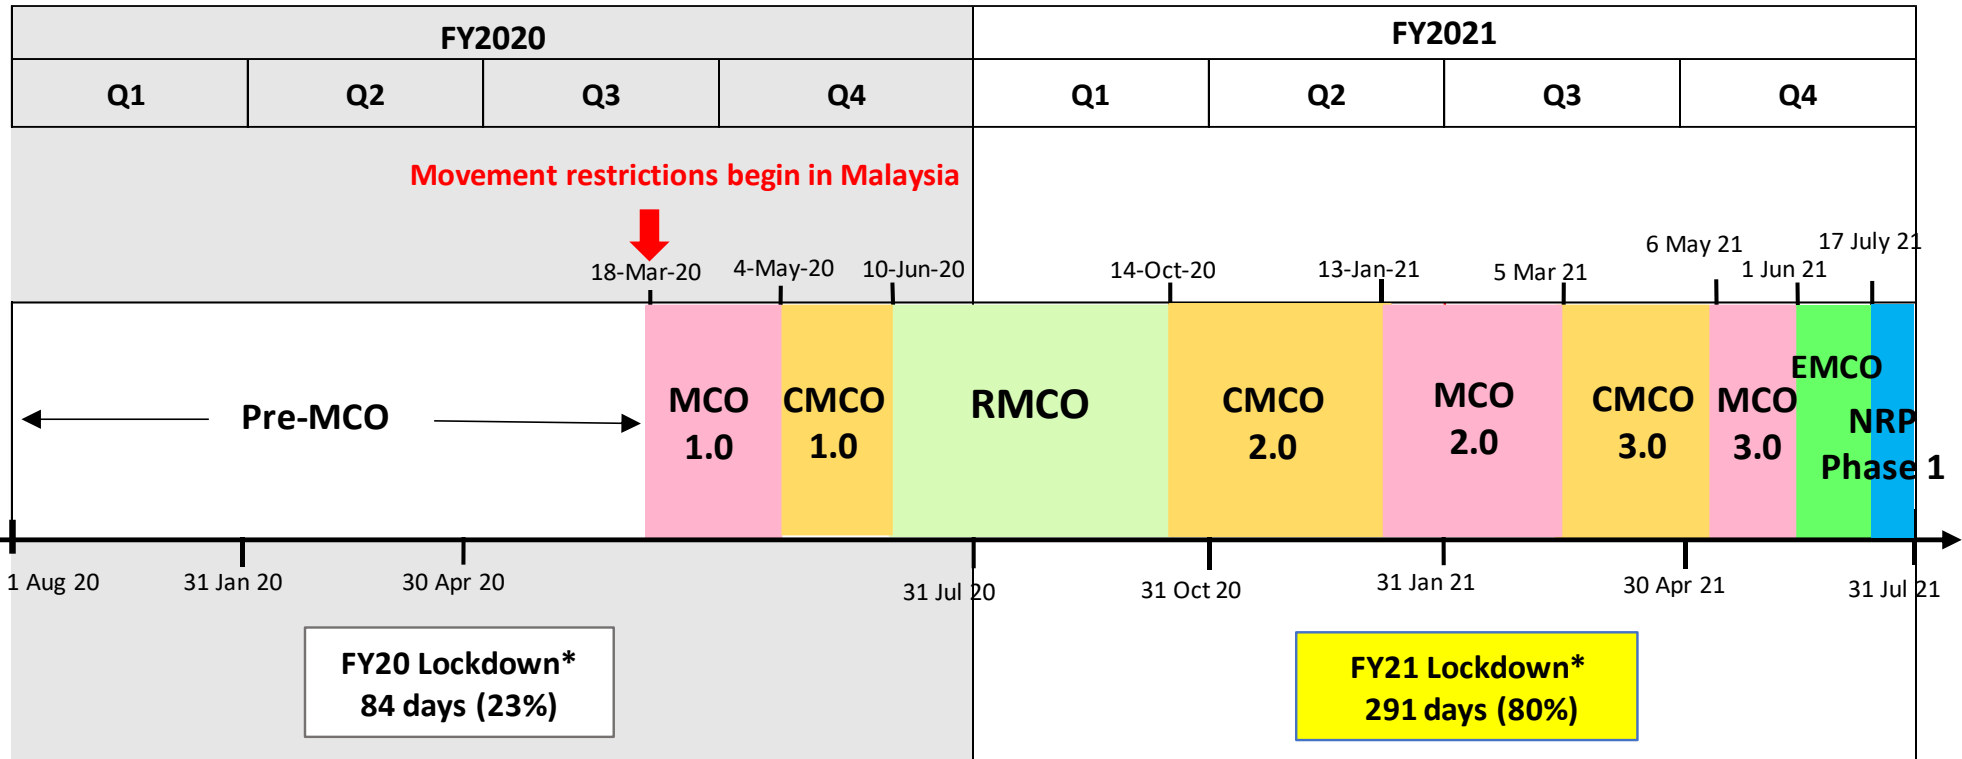 FY2020
FY2021
Q1 Q2 Q3 Q4 Q1 Q2 Q3 Q4
Movement restrictions begin in Malaysia
18-Mar-20 4-May-20 10-Jun-20 14-Oct-20 13-Jan-21 5 Mar 21 6 May 21 1 Jun 21 17 July 21
Pre-MCO
MCO
1.0
CMCO
1.0
RMCO
CMCO
2.0
MCO
2.0
CMCO
3.0
MCO
3.0
EMCO
NRP
Phase 1
1 Aug 20 31 Jan 20 30 Apr 20 31 Jul 20 31 Oct 20 31 Jan 21 30 Apr 21 31 Jul 21
FY20 Lockdown*
84 days (23%)
FY21 Lockdown*
291 days (80%)